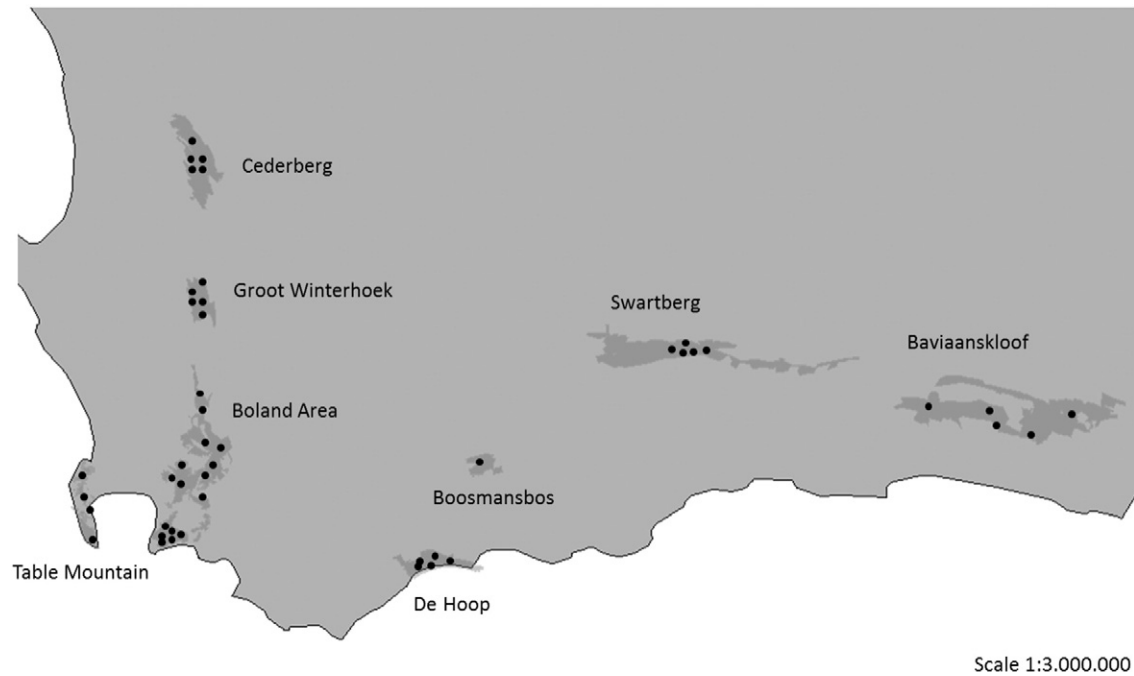 Cederberg
Groot Winterhoek
Swartberg
Baviaanskloof
Boland Area
Boosmansbos
Table Mountain
De Hoop
Scale 1:3.000.000